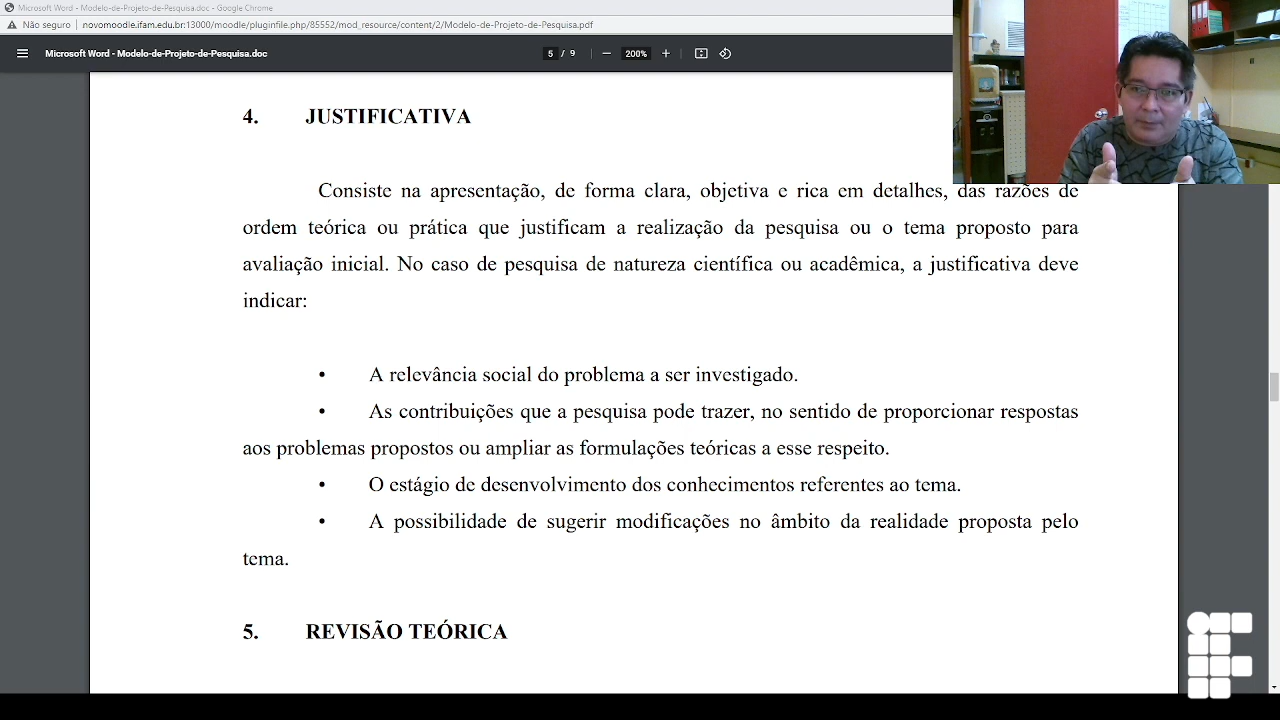 Microsoft Word - Modelo-de-Projeto-de-Pesquisa.doc - Google Chrome
Não seguro | novomoodle.ifam.edu.br:13000/moodle/pluginfile.php/85552/mod_resource/content/2/Modelo-de-Projeto-de-Pesquisa.pdf
Microsoft Word - Modelo-de-Projeto-de-Pesquisa.doc 5 / 9 200%
4. JUSTIFICATIVA
Consiste na apresentação, de forma clara, objetiva e rica em detalhes, das razões de
ordem teórica ou prática que justificam a realização da pesquisa ou o tema proposto para
avaliação inicial. No caso de pesquisa de natureza científica ou acadêmica, a justificativa deve
indicar:
• A relevância social do problema a ser investigado.
• As contribuições que a pesquisa pode trazer, no sentido de proporcionar respostas
aos problemas propostos ou ampliar as formulações teóricas a esse respeito.
• O estágio de desenvolvimento dos conhecimentos referentes ao tema.
• A possibilidade de sugerir modificações no âmbito da realidade proposta pelo
tema.
5. REVISÃO TEÓRICA